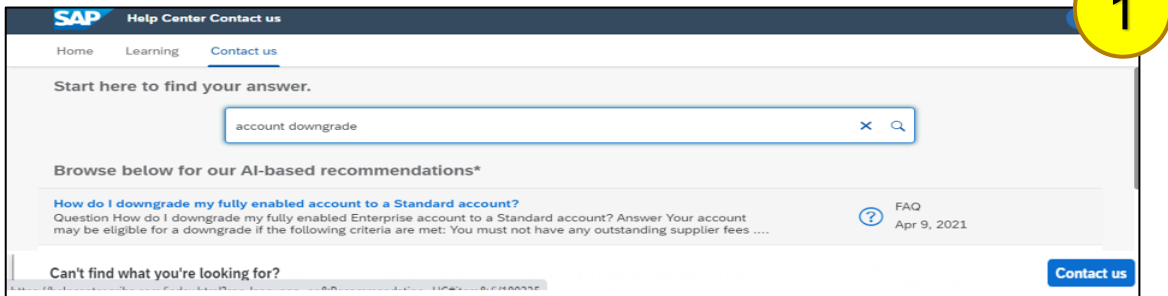 1
SAP Help Center Contact us
Home Learning Contact us
Start here to find your answer.
account downgrade
Browse below for our AI-based recommendations*
How do I downgrade my fully enabled account to a Standard account?
Question How do I downgrade my fully enabled Enterprise account to a Standard account? Answer Your account
may be eligible for a downgrade if the following criteria are met: You must not have any outstanding supplier fees ....
FAQ
Apr 9, 2021
Can't find what you're looking for?
Contact us